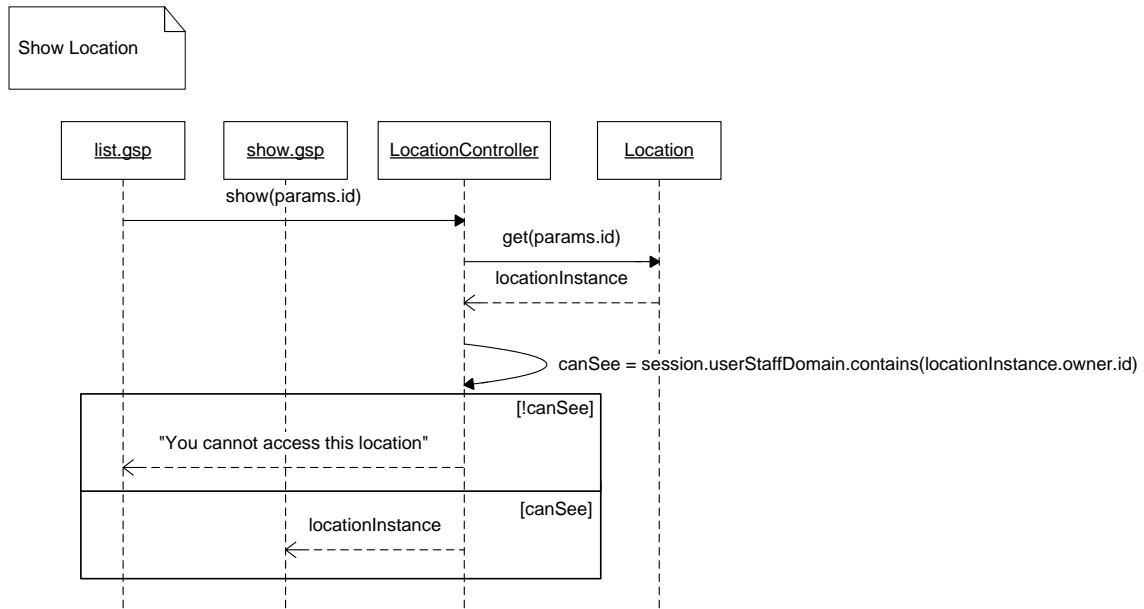 Show Location
list.gsp
show.gsp
LocationController
Location
show(params.id)
get(params.id)
locationInstance
canSee = session.userStaffDomain.contains(locationInstance.owner.id)
[!canSee]
"You cannot access this location"
[canSee]
locationInstance